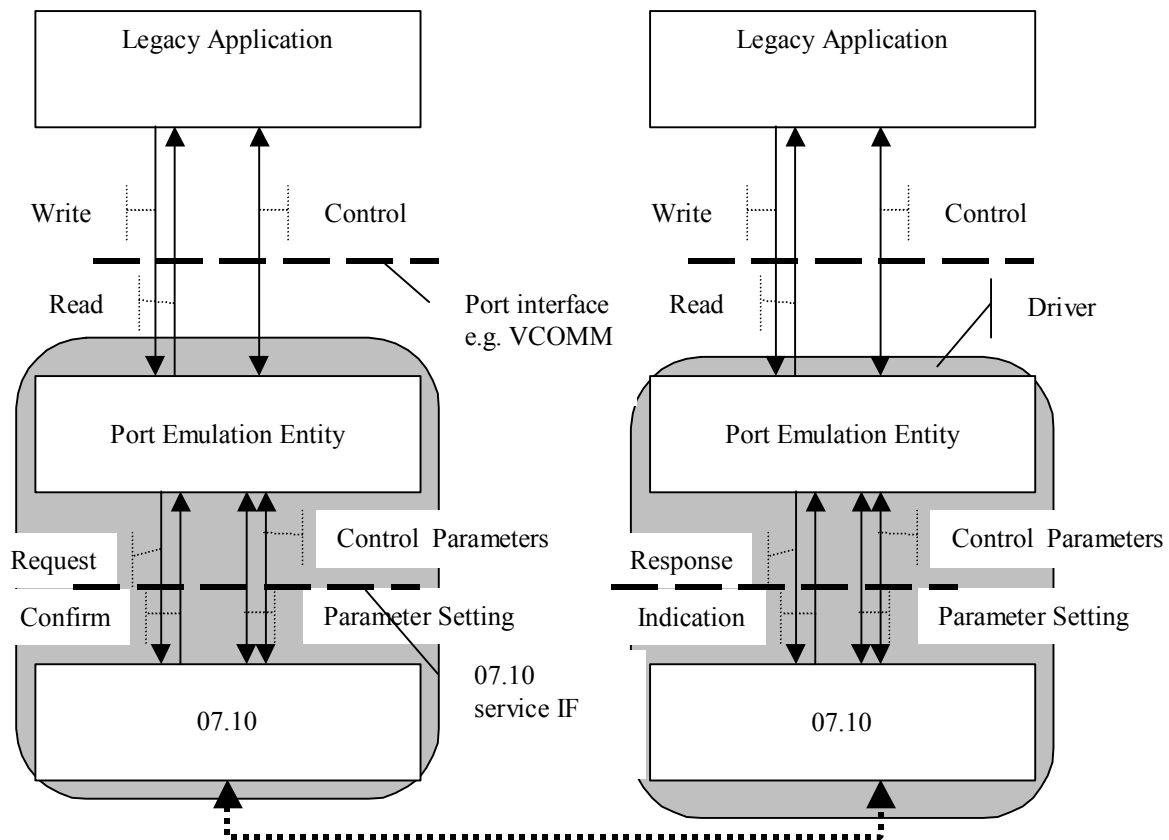 Legacy Application
Legacy Application
Write
Control
Write
Control
Read
Port interface
e.g. VCOMM
Read
Driver
Port Emulation Entity
Port Emulation Entity
Request
Control Parameters
Response
Control Parameters
Confirm
Parameter Setting
Indication
Parameter Setting
07.10
service IF
07.10
07.10